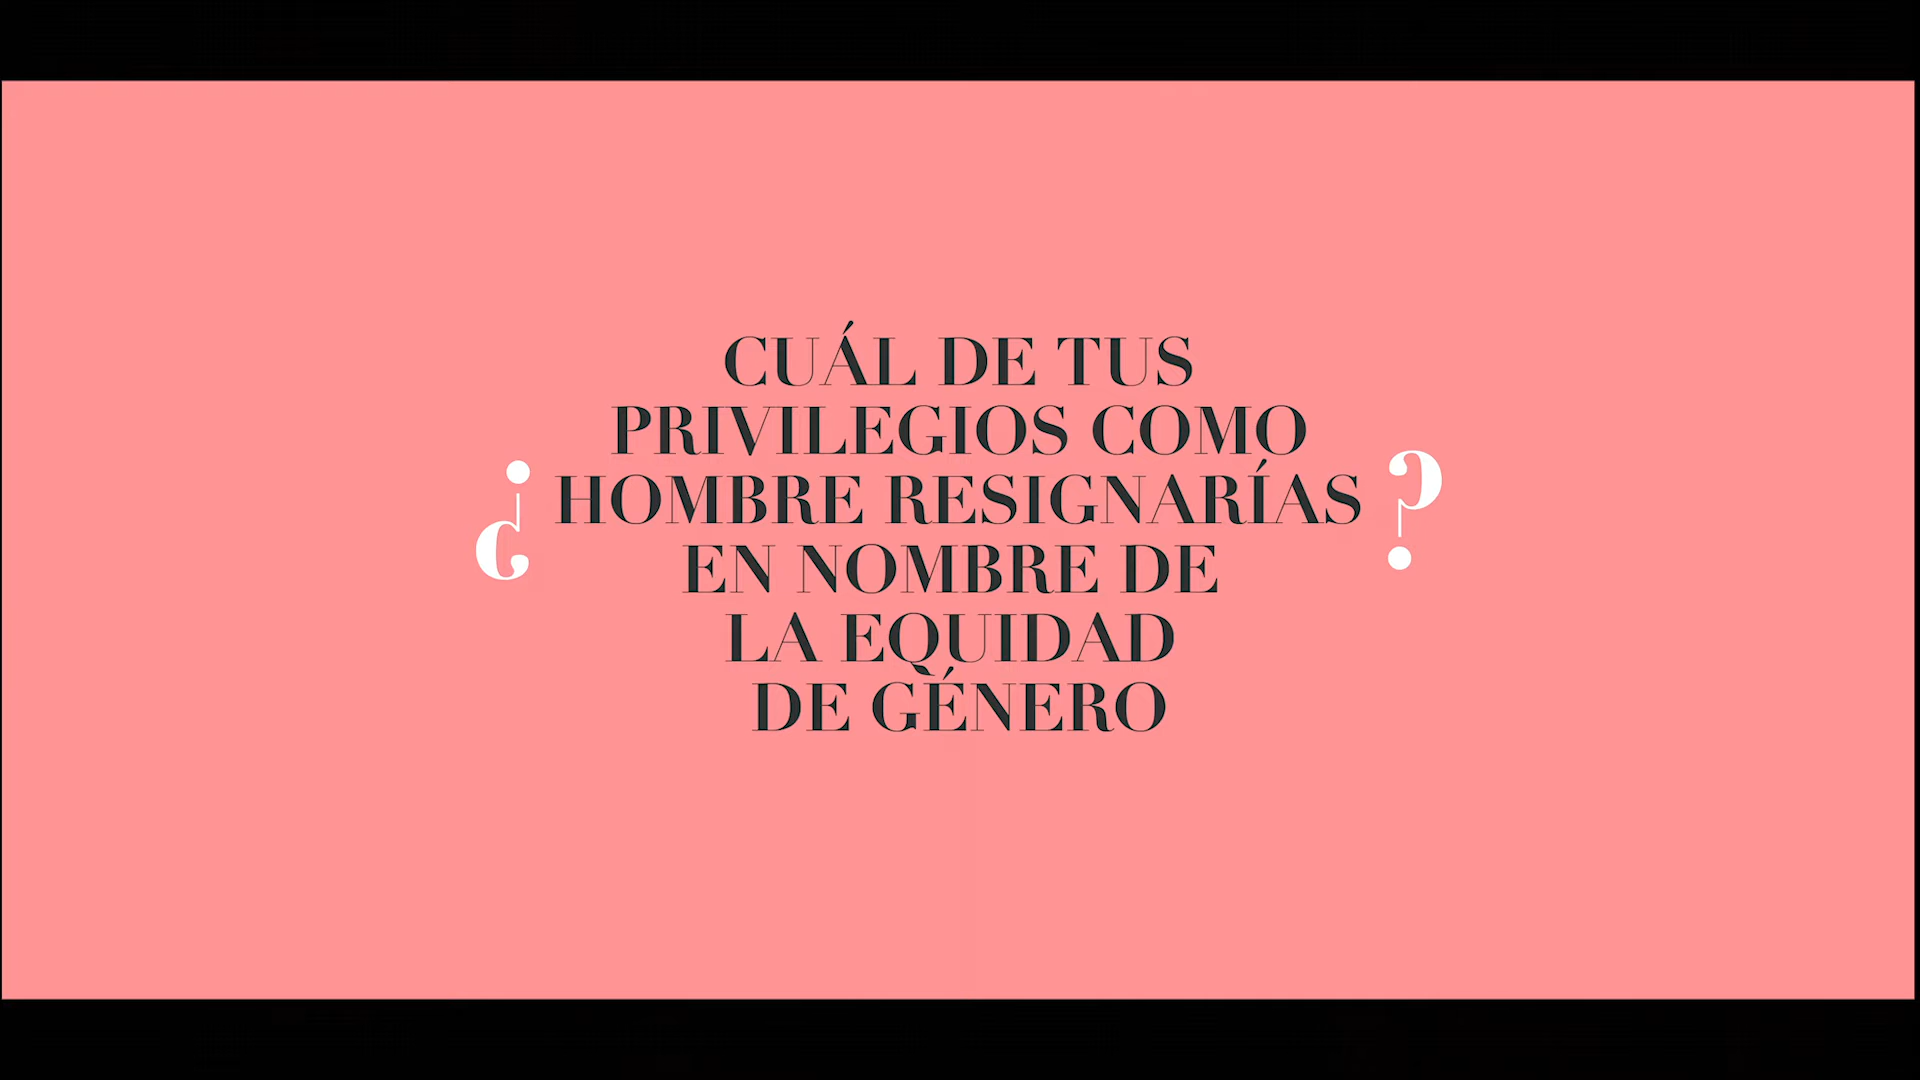 CUÁL DE TUS
PRIVILEGIOS COMO
¿HOMBRE RESIGNARÍAS?
EN NOMBRE DE
LA EQUIDAD
DE GÉNERO